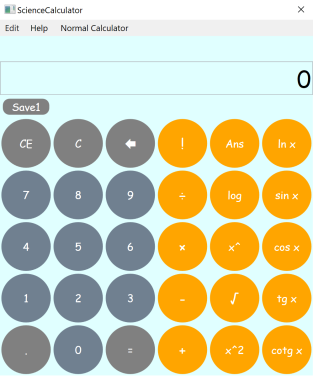 ScienceCalculator
Edit Help Normal Calculator
0
Save1
CE C ! Ans ln x
7 8 9 ÷ log sin x
4 5 6 × x^ cos x
1 2 3 - √ tg x
. 0 = + x^2 cotg x